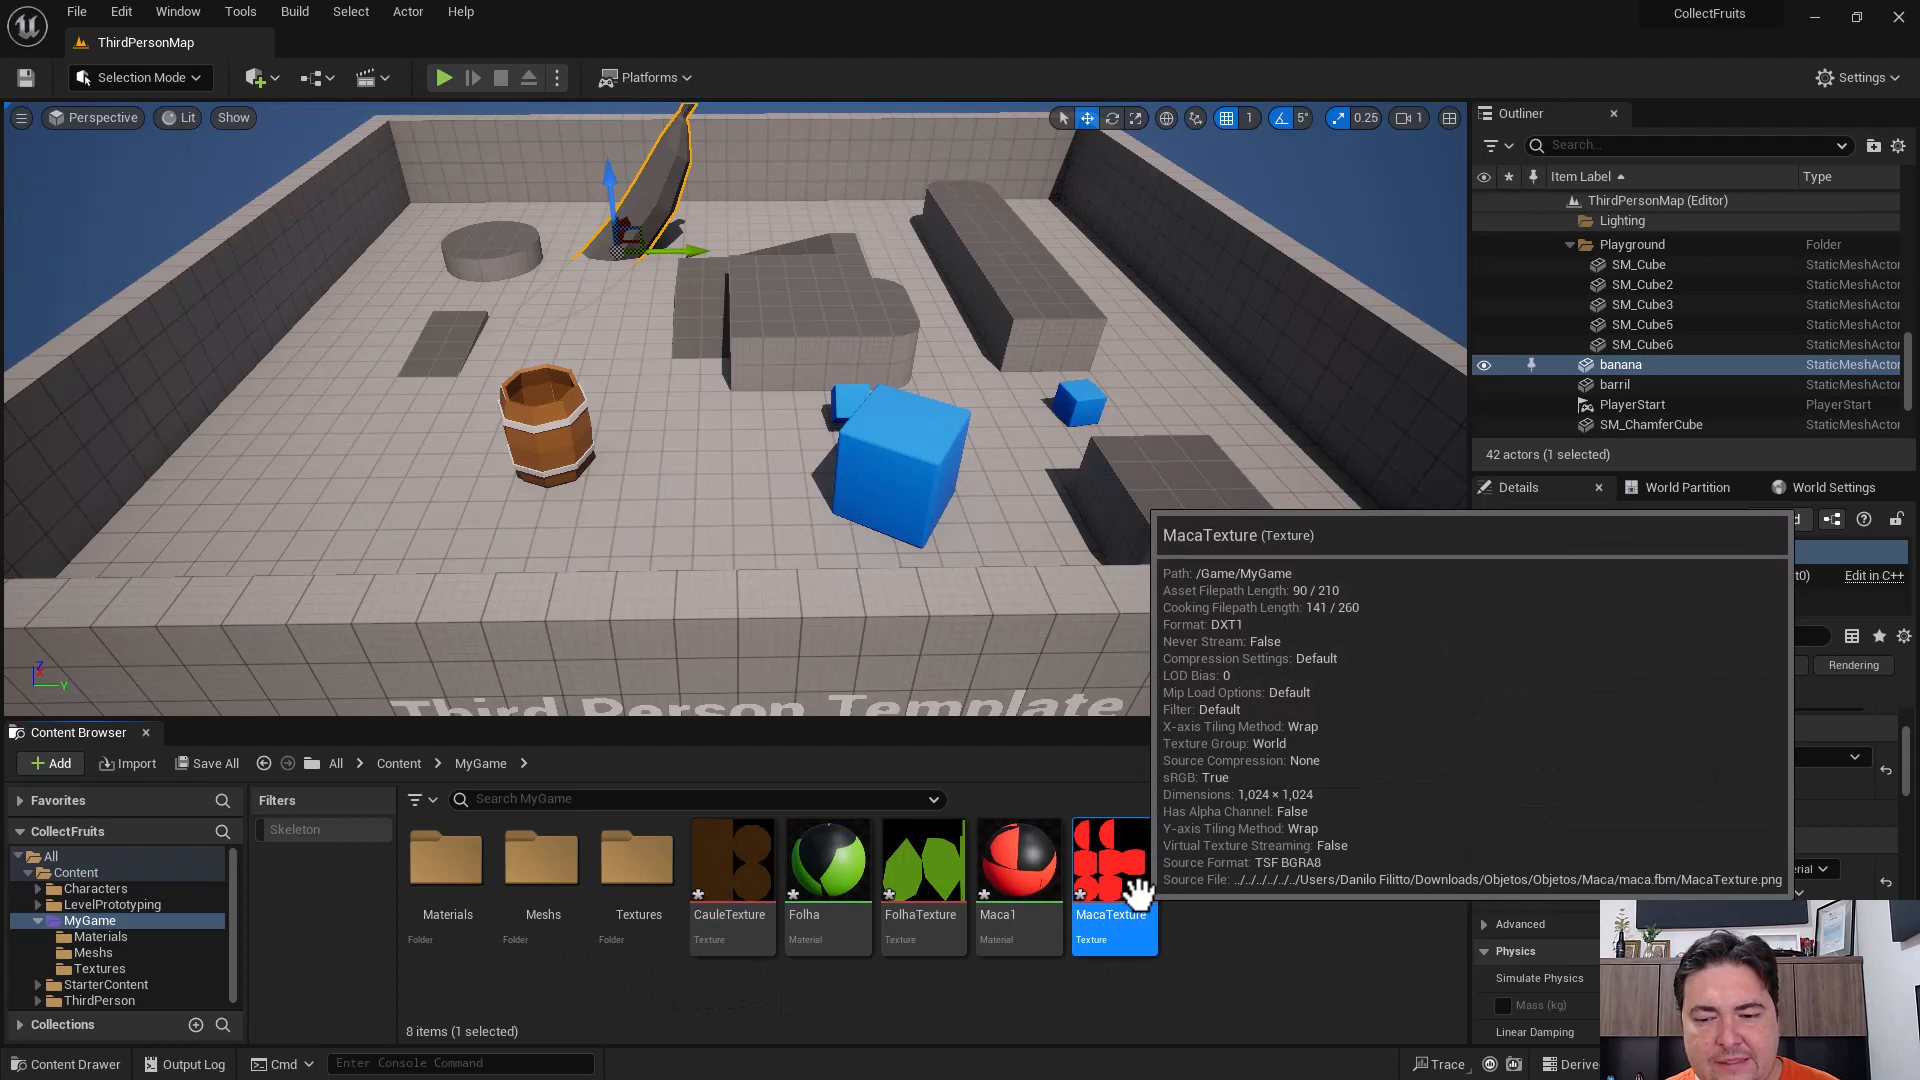 File Edit Window Tools Build Select Actor Help
CollectFruits
ThirdPersonMap
Selection Mode
Platforms
Settings
Perspective Lit Show
1 5° 0.25 1
Outliner
Search...
Item Label Type
ThirdPersonMap (Editor)
Lighting
Playground Folder
SM_Cube StaticMeshActor
SM_Cube2 StaticMeshActor
SM_Cube3 StaticMeshActor
SM_Cube5 StaticMeshActor
SM_Cube6 StaticMeshActor
banana StaticMeshActor
barril StaticMeshActor
PlayerStart PlayerStart
SM_ChamferCube StaticMeshActor
42 actors (1 selected)
Details World Partition World Settings
Edit in C++
Rendering
MacaTexture (Texture)
Path: /Game/MyGame
Asset Filepath Length: 90 / 210
Cooking Filepath Length: 141 / 260
Format: DXT1
Never Stream: False
Compression Settings: Default
LOD Bias: 0
Mip Load Options: Default
Filter: Default
X-axis Tiling Method: Wrap
Texture Group: World
Source Compression: None
sRGB: True
Dimensions: 1,024 × 1,024
Has Alpha Channel: False
Y-axis Tiling Method: Wrap
Virtual Texture Streaming: False
Source Format: TSF BGRA8
Source File: ../../../../../../Users/Danilo Filitto/Downloads/Objetos/Objetos/Maca/maca.fbm/MacaTexture.png
Z
Y
Third Person Template
Content Browser
Add Import Save All All Content MyGame
Favorites
Filters
Search MyGame
CollectFruits
Skeleton
All
Content
Characters
LevelPrototyping
MyGame
Materials
Meshes
Textures
StarterContent
ThirdPerson
Collections
Materials
Folder
Meshes
Folder
Textures
Folder
CauleTexture
Texture
Folha
Material
FolhaTexture
Texture
Maca1
Material
MacaTexture
Texture
8 items (1 selected)
Advanced
Physics
Simulate Physics
Mass (kg)
Linear Damping
Content Drawer Output Log Cmd Enter Console Command
Trace